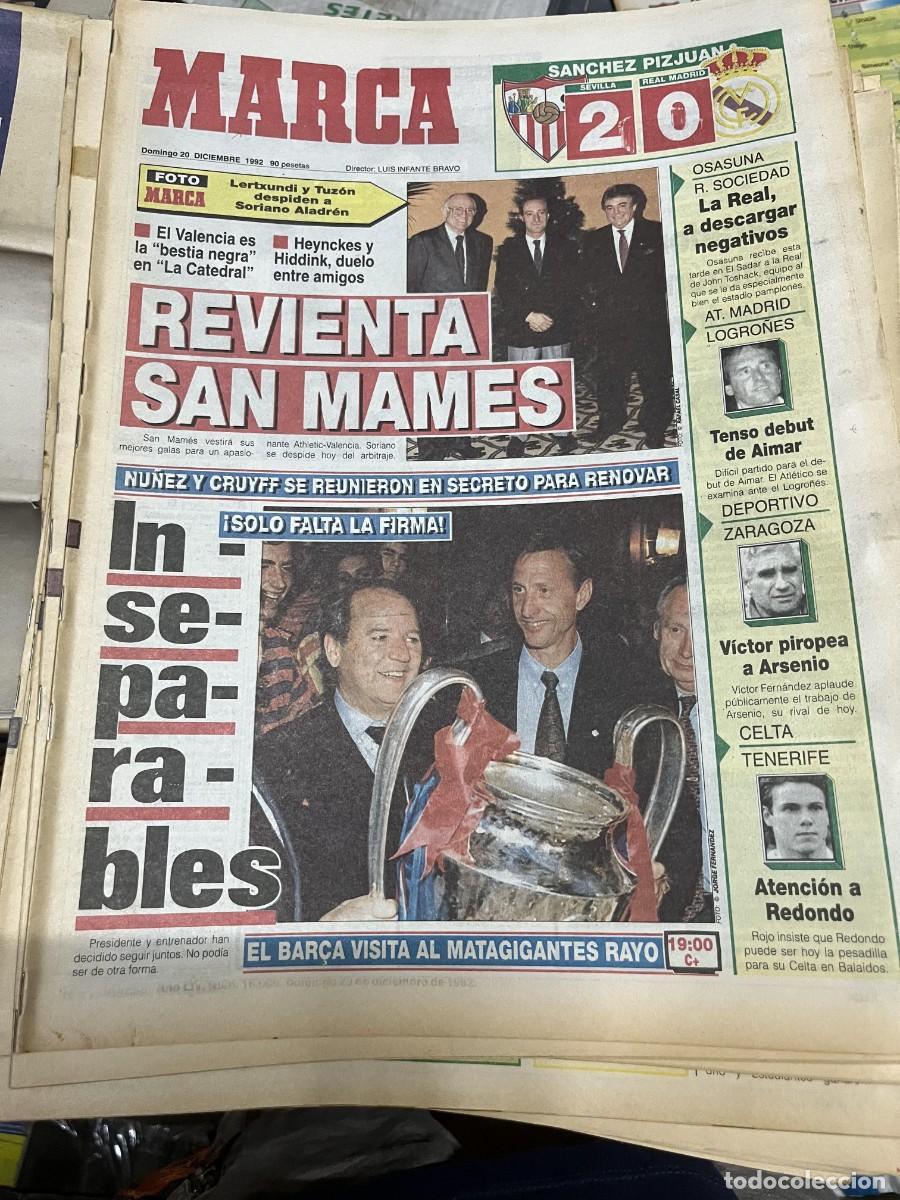 MARCA
Domingo 20 DICIEMBRE 1992 90 pesetas
Director: LUIS INFANTE BRAVO
SANCHEZ PIZJUAN
SEVILLA
REAL MADRID
2 0
FOTO
MARCA
Lertxundi y Tuzón
despiden a
Soriano Aladrén
El Valencia es
la “bestia negra”
en “La Catedral”
Heynckes y
Hiddink, duelo
entre amigos
REVIENTA
SAN MAMES
San Mamés vestirá sus
mejores galas para un apasio-
nante Athletic-Valencia. Soriano
se despide hoy del arbitraje.
FOTO: © RAFAEL CASAL
NUÑEZ Y CRUYFF SE REUNIERON EN SECRETO PARA RENOVAR
¡SOLO FALTA LA FIRMA!
In -
se-
pa-
ra -
bles
Presidente y entrenador han
decidido seguir juntos. No podía
ser de otra forma.
FOTO: © JORGE FERNANDEZ
EL BARÇA VISITA AL MATAGIGANTES RAYO
19:00
C+
OSASUNA
R. SOCIEDAD
La Real,
a descargar
negativos
Osasuna recibe esta
tarde en El Sadar a la Real
de John Toshack, equipo al
que se le da especialmente
bien el estadio pamplonés.
AT. MADRID
LOGROÑES
Tenso debut
de Aimar
Difícil partido para el de-
but de Aimar. El Atlético se
examina ante el Logroñés.
DEPORTIVO
ZARAGOZA
Víctor piropea
a Arsenio
Víctor Fernández aplaude
públicamente el trabajo de
Arsenio, su rival de hoy.
CELTA
TENERIFE
Atención a
Redondo
Rojo insiste que Redondo
puede ser hoy la pesadilla
para su Celta en Balaídos.
todocoleccion